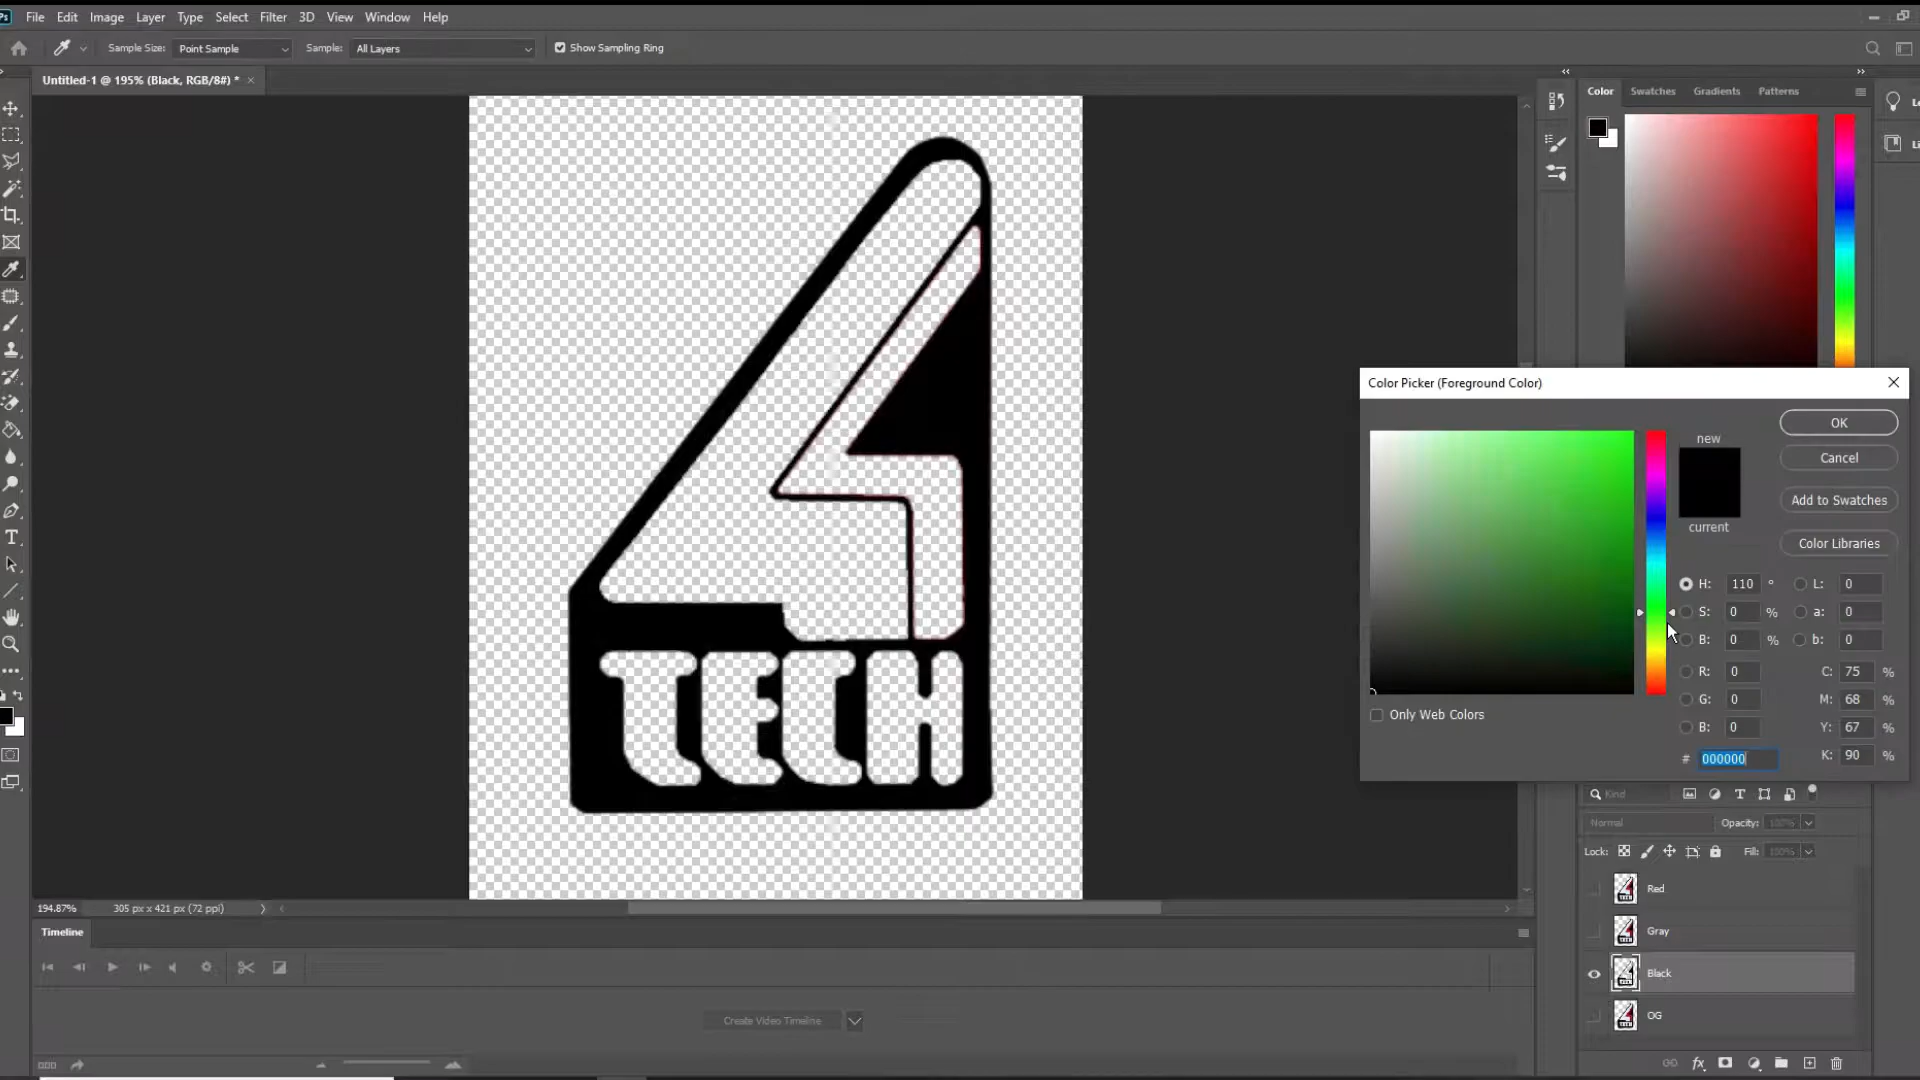 Ps File Edit Image Layer Type Select Filter 3D View Window Help
Sample Size: Point Sample Sample: All Layers Show Sampling Ring
Untitled-1 @ 195% (Black, RGB/8#) * ×
Color Swatches Gradients Patterns
TECH
Color Picker (Foreground Color)
new
current
OK
Cancel
Add to Swatches
Color Libraries
H: 110 ° L: 0
S: 0 % a: 0
B: 0 % b: 0
R: 0 C: 75 %
G: 0 M: 68 %
B: 0 Y: 67 %
# 000000 K: 90 %
Only Web Colors
Kind
Normal Opacity: 100%
Lock: Fill: 100%
Red
Gray
Black
OG
194.87% 305 px x 421 px (72 ppi)
Timeline
Create Video Timeline